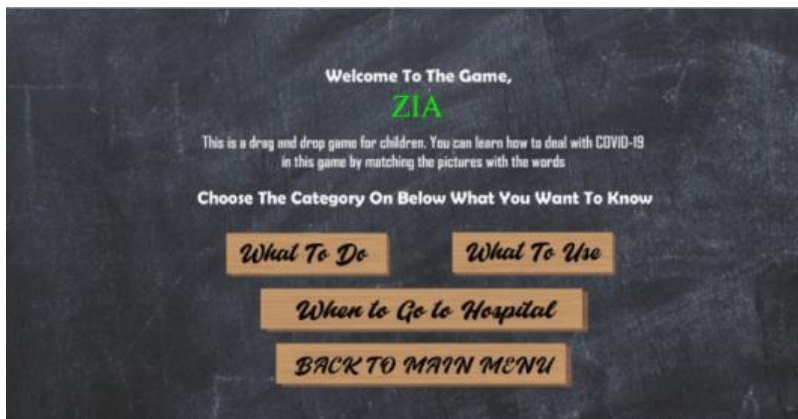 Welcome To The Game,
ZIA
This is a drag and drop game for children. You can learn how to deal with COVID-19
in this game by matching the pictures with the words
Choose The Category On Below What You Want To Know
What To Do
What To Use
When to Go to Hospital
BACK TO MAIN MENU